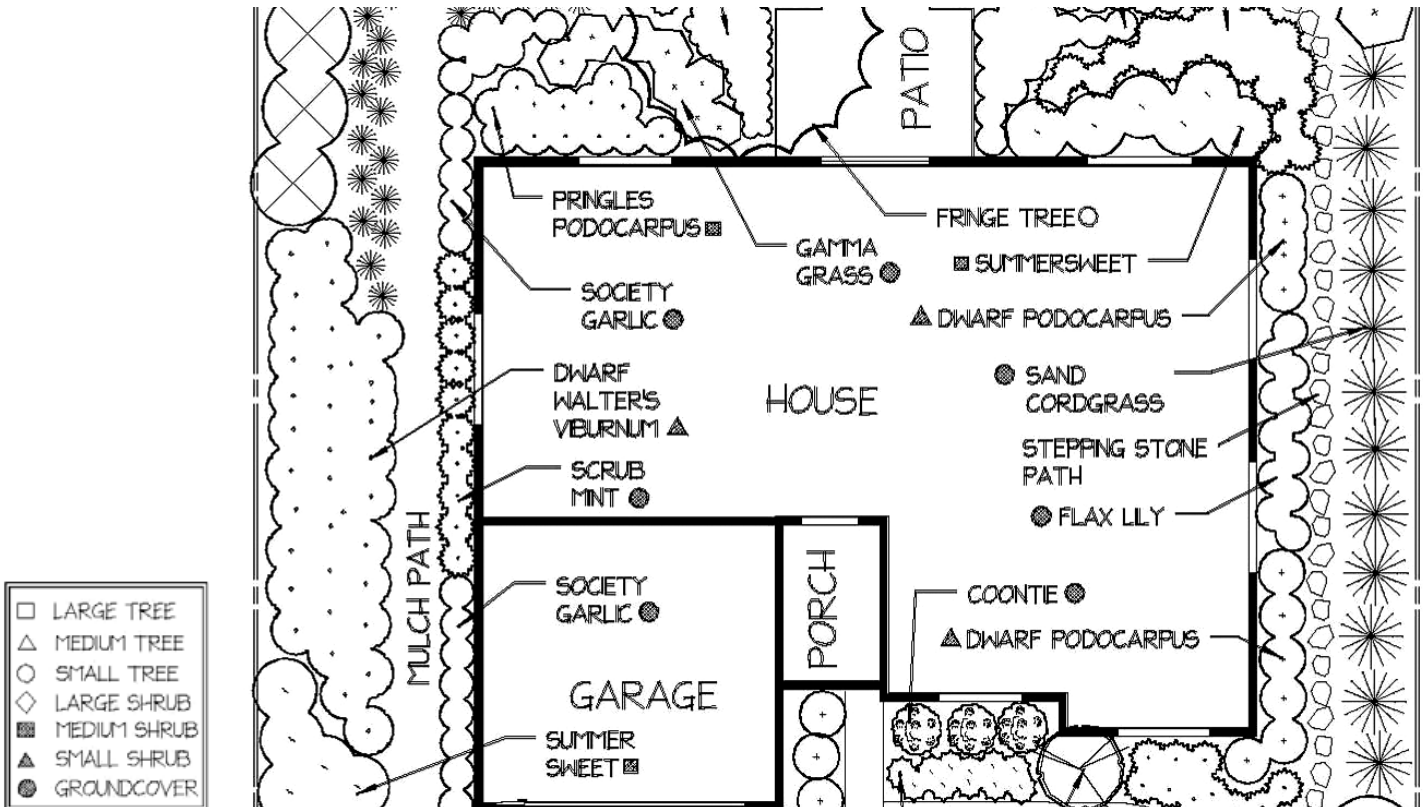 PATIO
PRINGLES
PODOCARPUS
FRINGE TREE
GAMMA
GRASS
SUMMERSWEET
SOCIETY
GARLIC
DWARF PODOCARPUS
DWARF
WALTER'S
VIBURNUM
HOUSE
SAND
CORDGRASS
STEPPING STONE
PATH
SCRUB
MINT
FLAX LILY
MULCH PATH
SOCIETY
GARLIC
PORCH
COONTIE
DWARF PODOCARPUS
GARAGE
SUMMER
SWEET
LARGE TREE
MEDIUM TREE
SMALL TREE
LARGE SHRUB
MEDIUM SHRUB
SMALL SHRUB
GROUNDCOVER